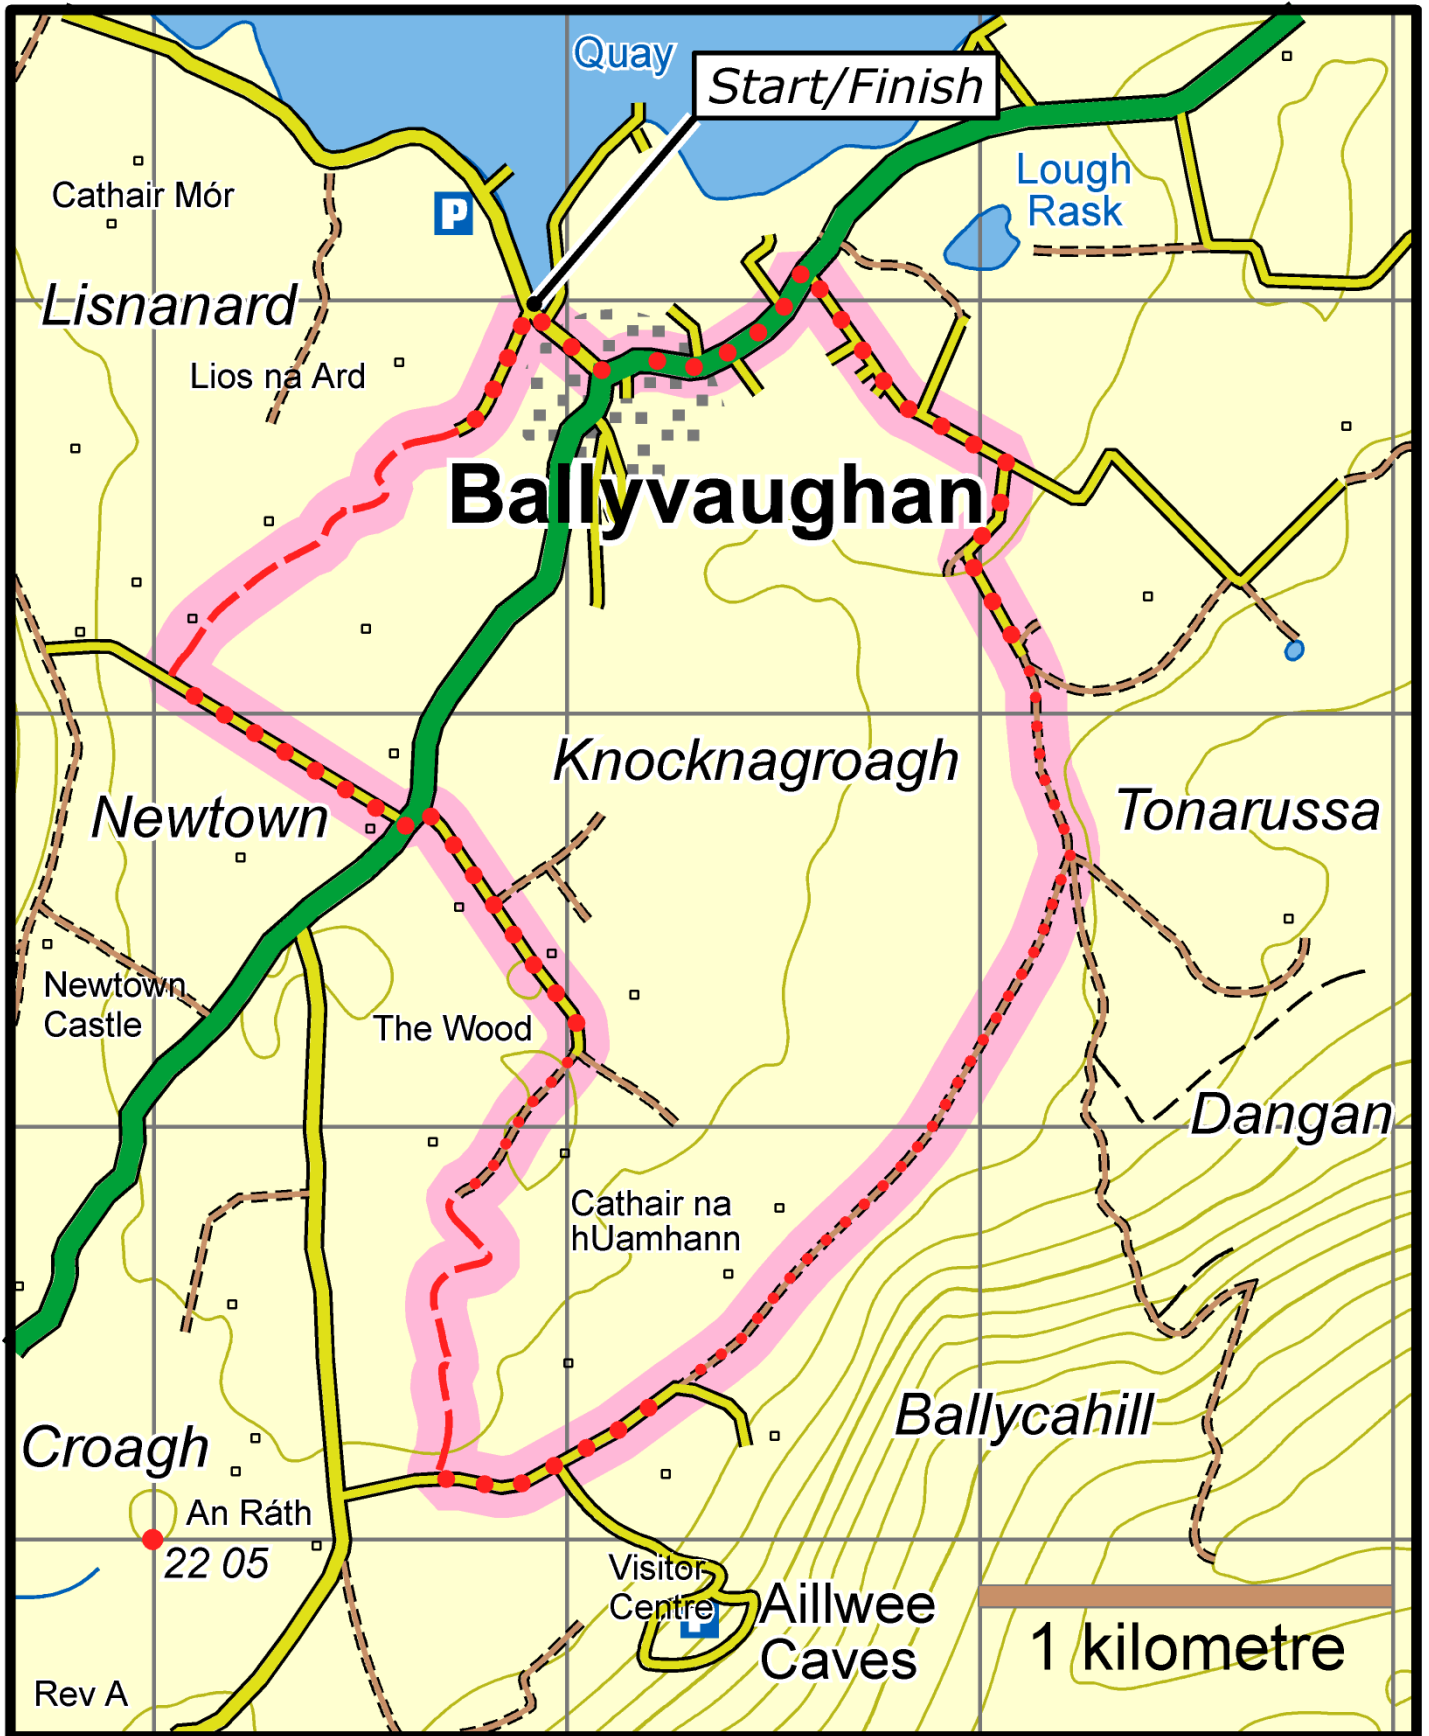 Quay
Start/Finish
Lough
Rask
Cathair Mór
P
Lisnanard
Lios na Ard
Ballyvaughan
Knocknagroagh
Newtown
Tonarussa
Newtown
Castle
The Wood
Dangan
Cathair na
hUamhann
Ballycahill
Croagh
An Ráth
22 05
Visitor
Centre
P
Aillwee
Caves
1 kilometre
Rev A